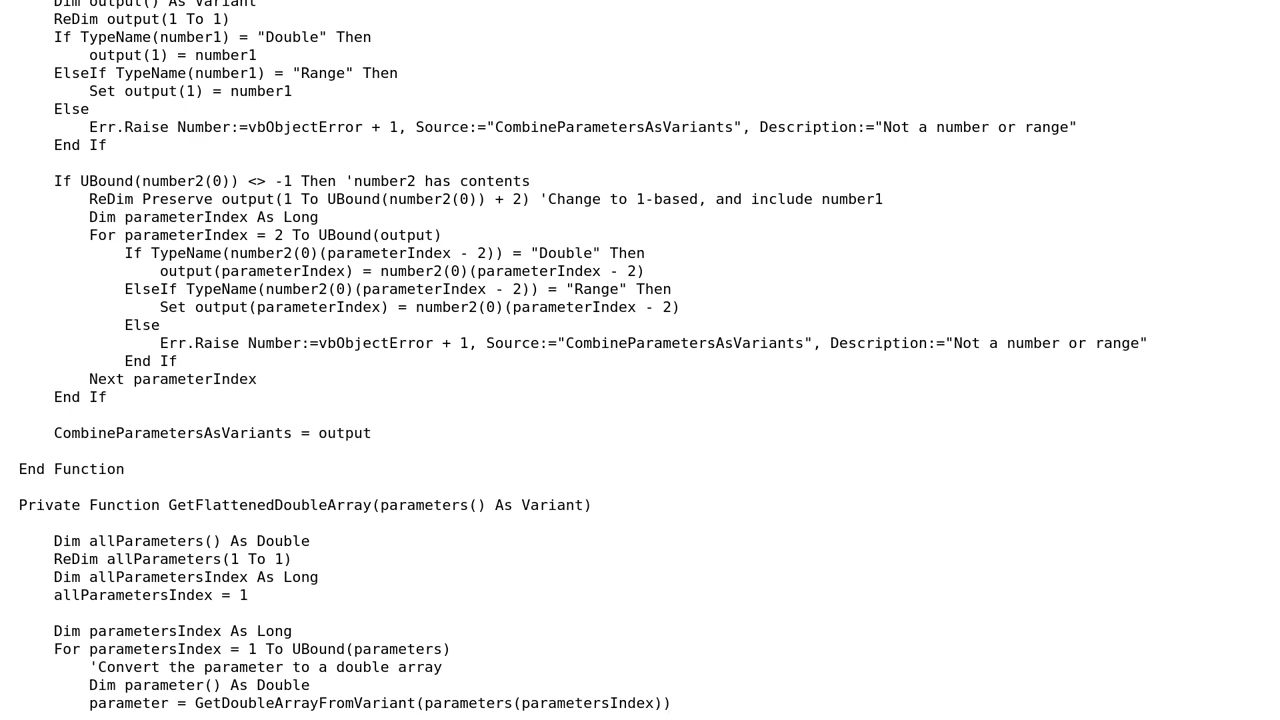 Dim output() As Variant
ReDim output(1 To 1)
If TypeName(number1) = "Double" Then
output(1) = number1
ElseIf TypeName(number1) = "Range" Then
Set output(1) = number1
Else
Err.Raise Number:=vbObjectError + 1, Source:="CombineParametersAsVariants", Description:="Not a number or range"
End If
If UBound(number2(0)) <> -1 Then 'number2 has contents
ReDim Preserve output(1 To UBound(number2(0)) + 2) 'Change to 1-based, and include number1
Dim parameterIndex As Long
For parameterIndex = 2 To UBound(output)
If TypeName(number2(0)(parameterIndex - 2)) = "Double" Then
output(parameterIndex) = number2(0)(parameterIndex - 2)
ElseIf TypeName(number2(0)(parameterIndex - 2)) = "Range" Then
Set output(parameterIndex) = number2(0)(parameterIndex - 2)
Else
Err.Raise Number:=vbObjectError + 1, Source:="CombineParametersAsVariants", Description:="Not a number or range"
End If
Next parameterIndex
End If
CombineParametersAsVariants = output
End Function
Private Function GetFlattenedDoubleArray(parameters() As Variant)
Dim allParameters() As Double
ReDim allParameters(1 To 1)
Dim allParametersIndex As Long
allParametersIndex = 1
Dim parametersIndex As Long
For parametersIndex = 1 To UBound(parameters)
'Convert the parameter to a double array
Dim parameter() As Double
parameter = GetDoubleArrayFromVariant(parameters(parametersIndex))